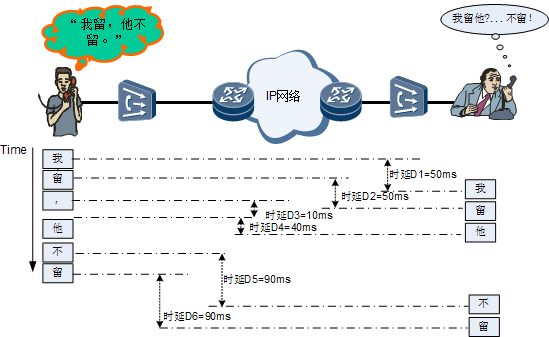 “我留，他不
留。”
我留他?...不留!
IP网络
Time
我
留
，
他
不
留
时延D1=50ms
时延D2=50ms
时延D3=10ms
时延D4=40ms
时延D5=90ms
时延D6=90ms
我
留
他
不
留